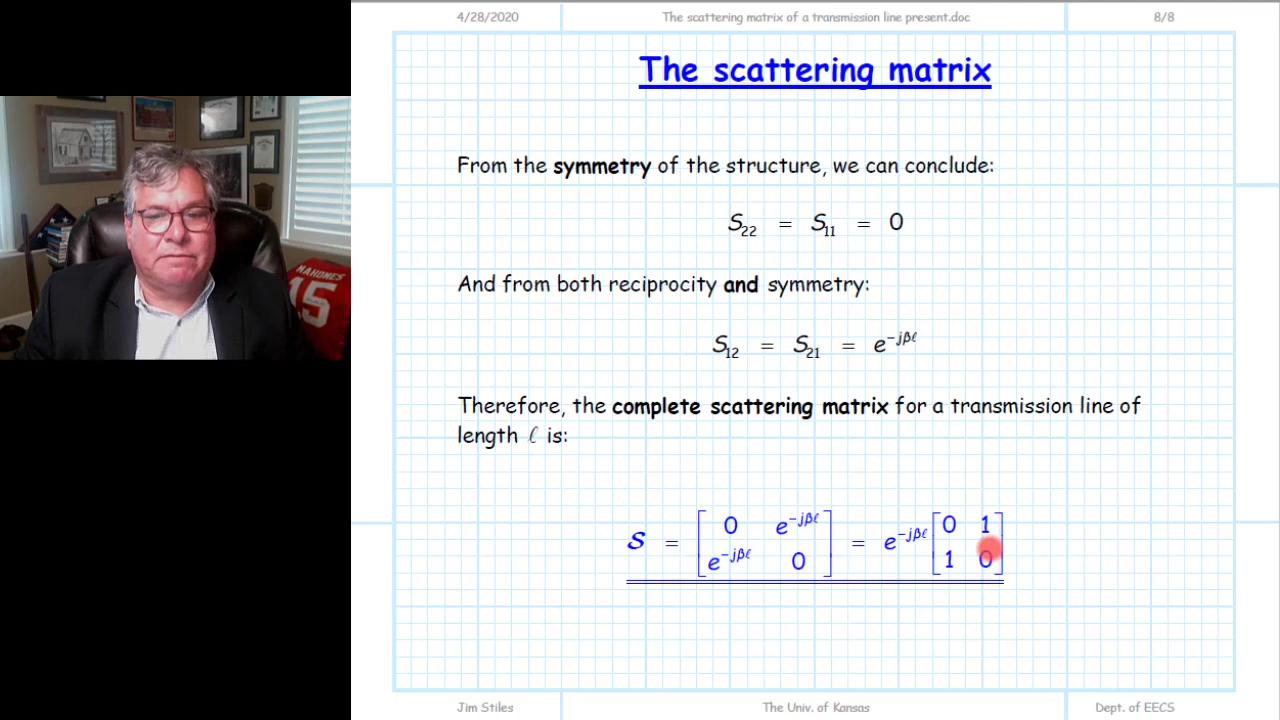 4/28/2020 The scattering matrix of a transmission line present.doc 8/8
The scattering matrix
From the symmetry of the structure, we can conclude:
S₂₂ = S₁₁ = 0
And from both reciprocity and symmetry:
S₁₂ = S₂₁ = e^{-jβℓ}
Therefore, the complete scattering matrix for a transmission line of
length ℓ is:
𝓢 = [0 e^{-jβℓ}; e^{-jβℓ} 0] = e^{-jβℓ} [0 1; 1 0]
MAHOMES
15
Jim Stiles The Univ. of Kansas Dept. of EECS